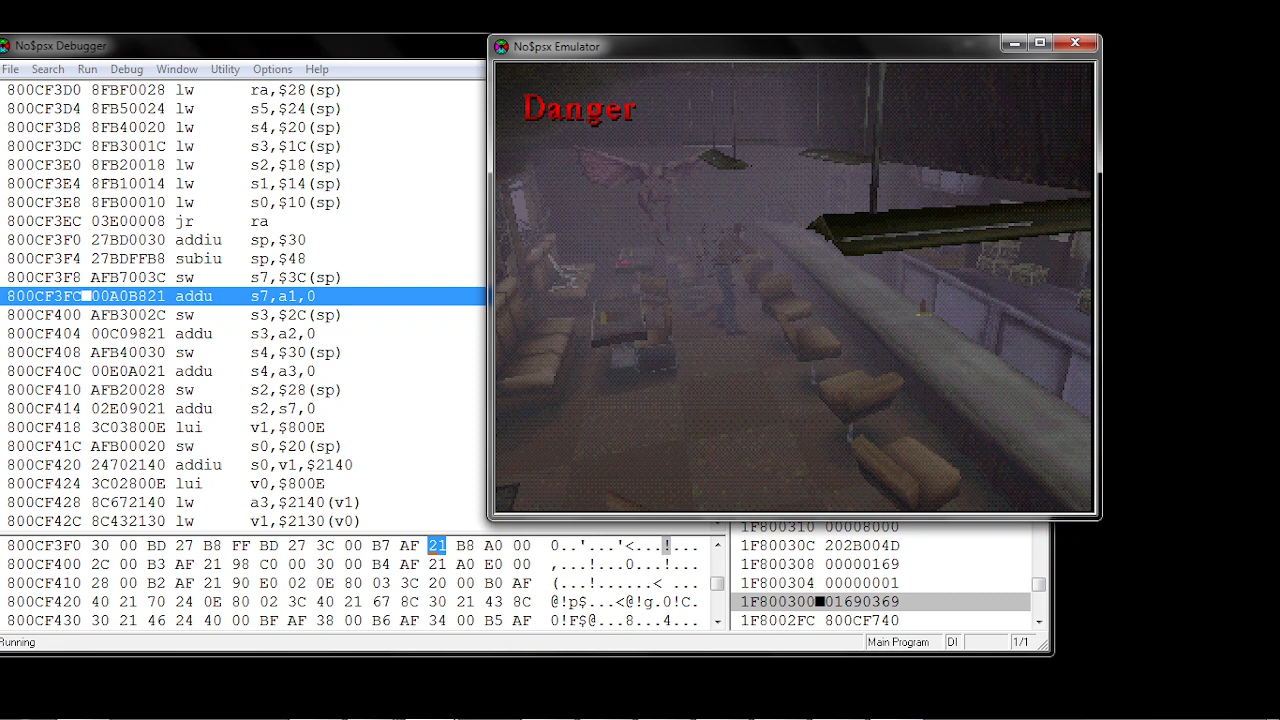 No$psx Debugger
File Search Run Debug Window Utility Options Help
800CF3D0 8FBF0028 lw ra,$28(sp)
800CF3D4 8FB50024 lw s5,$24(sp)
800CF3D8 8FB40020 lw s4,$20(sp)
800CF3DC 8FB3001C lw s3,$1C(sp)
800CF3E0 8FB20018 lw s2,$18(sp)
800CF3E4 8FB10014 lw s1,$14(sp)
800CF3E8 8FB00010 lw s0,$10(sp)
800CF3EC 03E00008 jr ra
800CF3F0 27BD0030 addiu sp,$30
800CF3F4 27BDFFB8 subiu sp,$48
800CF3F8 AFB7003C sw s7,$3C(sp)
800CF3FC 00A0B821 addu s7,a1,0
800CF400 AFB3002C sw s3,$2C(sp)
800CF404 00C09821 addu s3,a2,0
800CF408 AFB40030 sw s4,$30(sp)
800CF40C 00E0A021 addu s4,a3,0
800CF410 AFB20028 sw s2,$28(sp)
800CF414 02E09021 addu s2,s7,0
800CF418 3C03800E lui v1,$800E
800CF41C AFB00020 sw s0,$20(sp)
800CF420 24702140 addiu s0,v1,$2140
800CF424 3C02800E lui v0,$800E
800CF428 8C672140 lw a3,$2140(v1)
800CF42C 8C432130 lw v1,$2130(v0)
800CF3F0 30 00 BD 27 B8 FF BD 27 3C 00 B7 AF 21 B8 A0 00 0..'...'<...!...
800CF400 2C 00 B3 AF 21 98 C0 00 30 00 B4 AF 21 A0 E0 00 ,...!...0...!...
800CF410 28 00 B2 AF 21 90 E0 02 0E 80 03 3C 20 00 B0 AF (...!......< ...
800CF420 40 21 70 24 0E 80 02 3C 40 21 67 8C 30 21 43 8C @!p$...<@!g.0!C.
800CF430 30 21 46 24 40 00 BF AF 38 00 B6 AF 34 00 B5 AF 0!F$@...8...4...
Running
No$psx Emulator
Danger
1F800310 00008000
1F80030C 202B004D
1F800308 00000169
1F800304 00000001
1F800300 01690369
1F8002FC 800CF740
Main Program DI 1/1